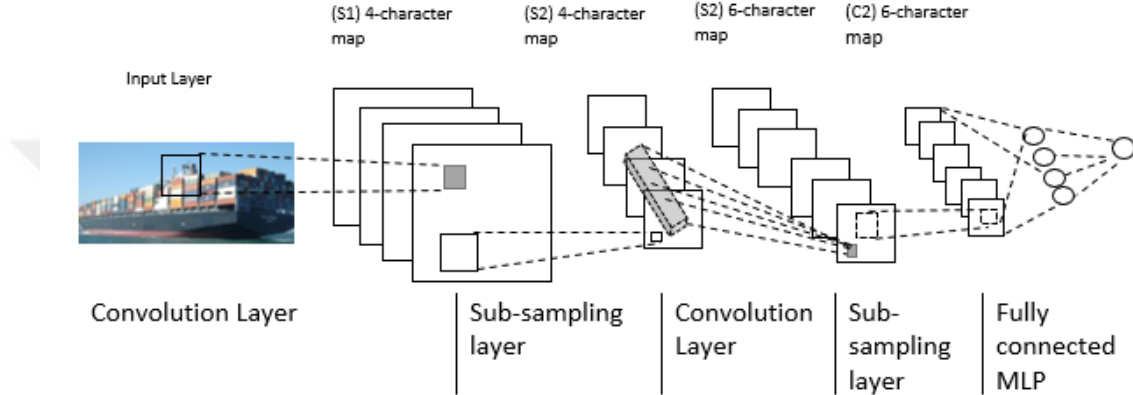 (S1) 4-character
map
(S2) 4-character
map
(S2) 6-character
map
(C2) 6-character
map
Input Layer
Convolution Layer
Sub-sampling
layer
Convolution
Layer
Sub-
sampling
layer
Fully
connected
MLP